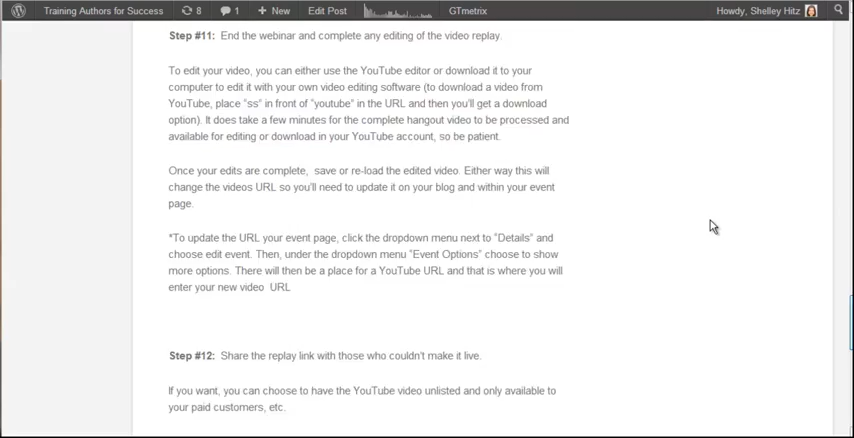 Training Authors for Success 8 1 + New Edit Post GTmetrix Howdy, Shelley Hitz
Step #11: End the webinar and complete any editing of the video replay.
To edit your video, you can either use the YouTube editor or download it to your
computer to edit it with your own video editing software (to download a video from
YouTube, place "ss" in front of "youtube" in the URL and then you'll get a download
option). It does take a few minutes for the complete hangout video to be processed and
available for editing or download in your YouTube account, so be patient.
Once your edits are complete, save or re-load the edited video. Either way this will
change the videos URL so you'll need to update it on your blog and within your event
page.
*To update the URL your event page, click the dropdown menu next to "Details" and
choose edit event. Then, under the dropdown menu "Event Options" choose to show
more options. There will then be a place for a YouTube URL and that is where you will
enter your new video URL
Step #12: Share the replay link with those who couldn't make it live.
If you want, you can choose to have the YouTube video unlisted and only available to
your paid customers, etc.